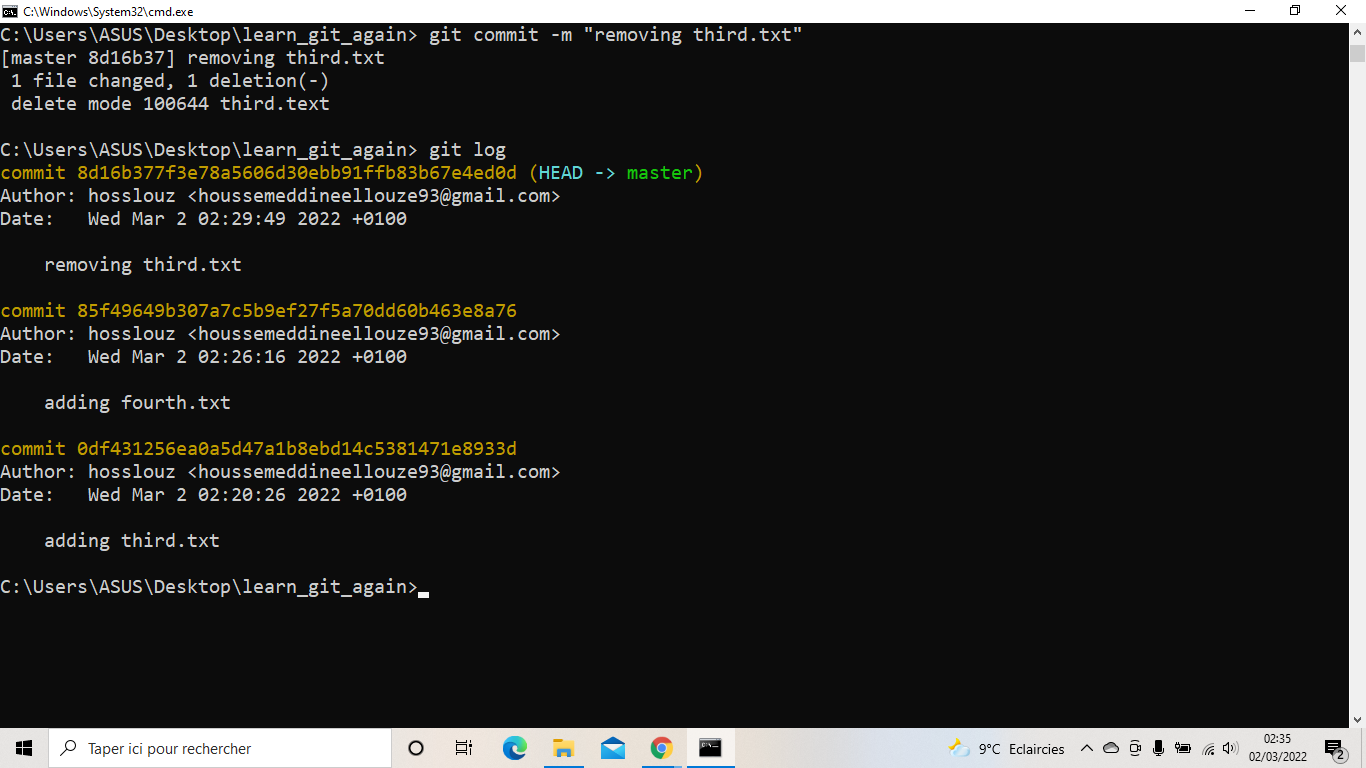 C:\Windows\System32\cmd.exe
C:\Users\ASUS\Desktop\learn_git_again> git commit -m "removing third.txt"
[master 8d16b37] removing third.txt
 1 file changed, 1 deletion(-)
 delete mode 100644 third.text
C:\Users\ASUS\Desktop\learn_git_again> git log
commit 8d16b377f3e78a5606d30ebb91ffb83b67e4ed0d (HEAD -> master)
Author: hosslouz <houssemeddineellouze93@gmail.com>
Date:   Wed Mar 2 02:29:49 2022 +0100
    removing third.txt
commit 85f49649b307a7c5b9ef27f5a70dd60b463e8a76
Author: hosslouz <houssemeddineellouze93@gmail.com>
Date:   Wed Mar 2 02:26:16 2022 +0100
    adding fourth.txt
commit 0df431256ea0a5d47a1b8ebd14c5381471e8933d
Author: hosslouz <houssemeddineellouze93@gmail.com>
Date:   Wed Mar 2 02:20:26 2022 +0100
    adding third.txt
C:\Users\ASUS\Desktop\learn_git_again>
Taper ici pour rechercher
9°C Eclaircies
02:35
02/03/2022
2